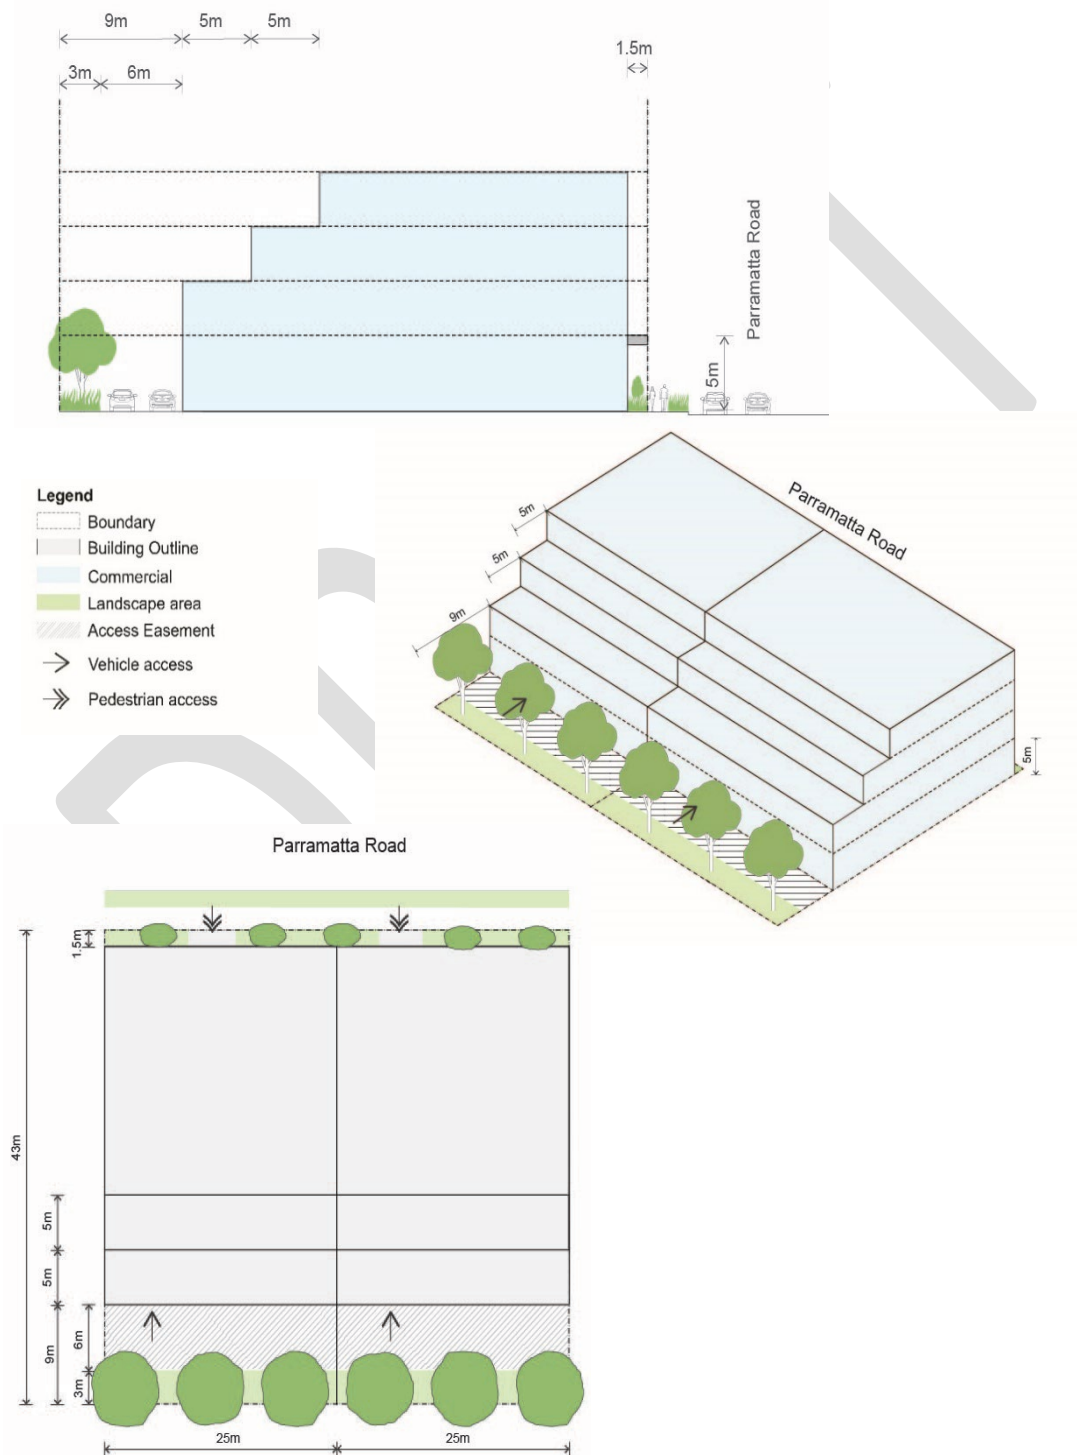 9m
5m
5m
3m
6m
1.5m
Parramatta Road
5m
Legend
Boundary
Building Outline
Commercial
Landscape area
Access Easement
Vehicle access
Pedestrian access
Parramatta Road
5m
5m
9m
5m
Parramatta Road
1.5m
43m
5m
5m
9m
6m
3m
25m
25m